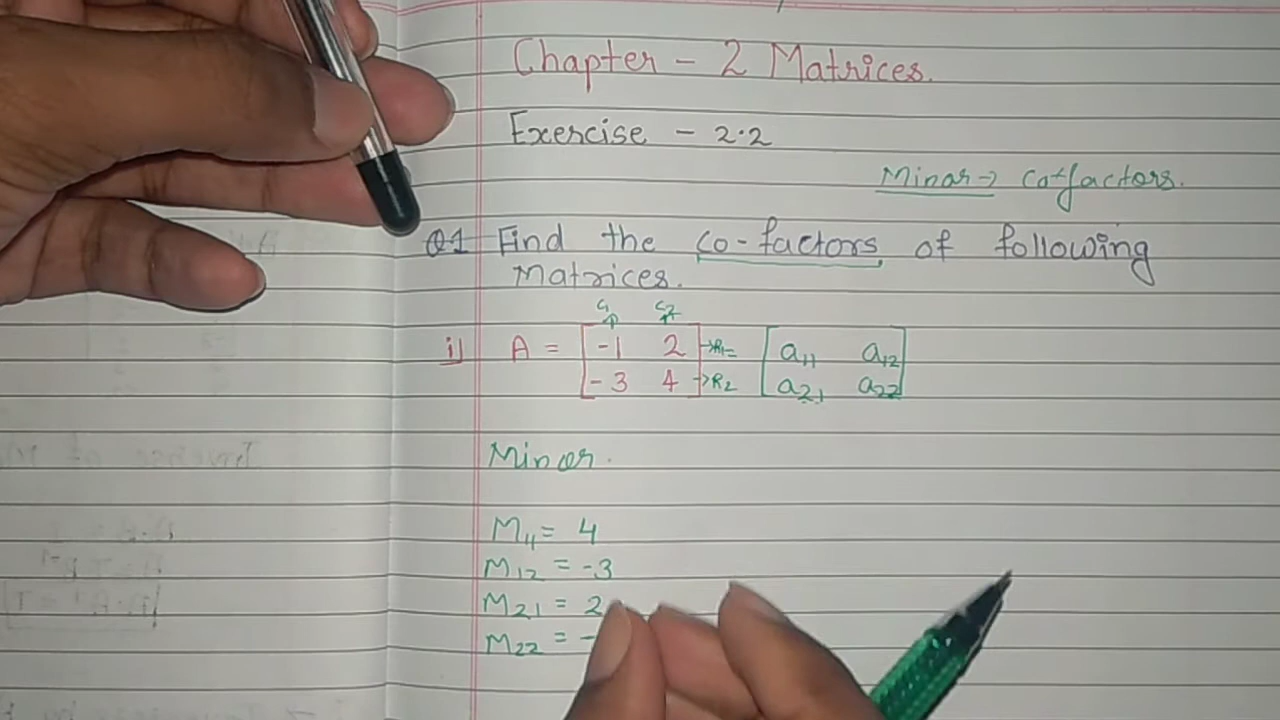 Chapter - 2 Matrices.
Exercise - 2.2
Minor → Co-factors.
Q1 Find the co-factors of following
Matrices.
C1 C2
i) A = [ -1 2 →R1= [ a11 a12
-3 4 ] →R2 a21 a22 ]
Minor.
M11 = 4
M12 = -3
M21 = 2
M22 = -